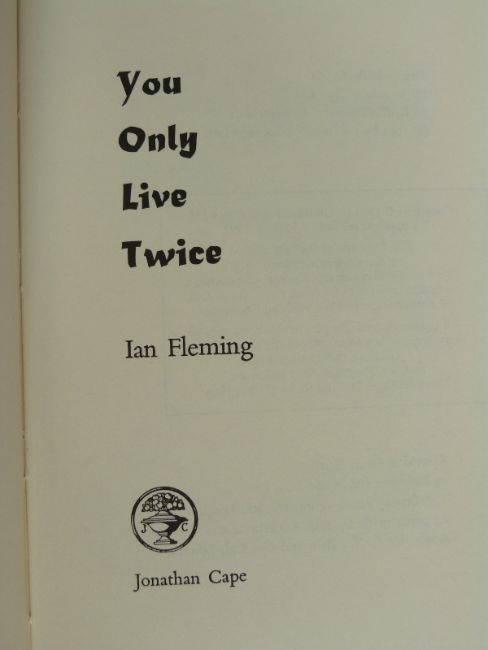 You
Only
Live
Twice
Ian Fleming
J C
Jonathan Cape